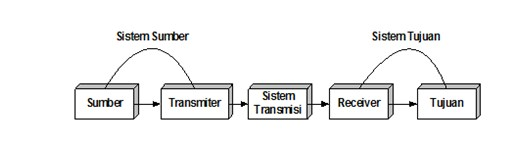 Sistem Sumber
Sistem Tujuan
Sumber
Transmiter
Sistem
Transmisi
Receiver
Tujuan